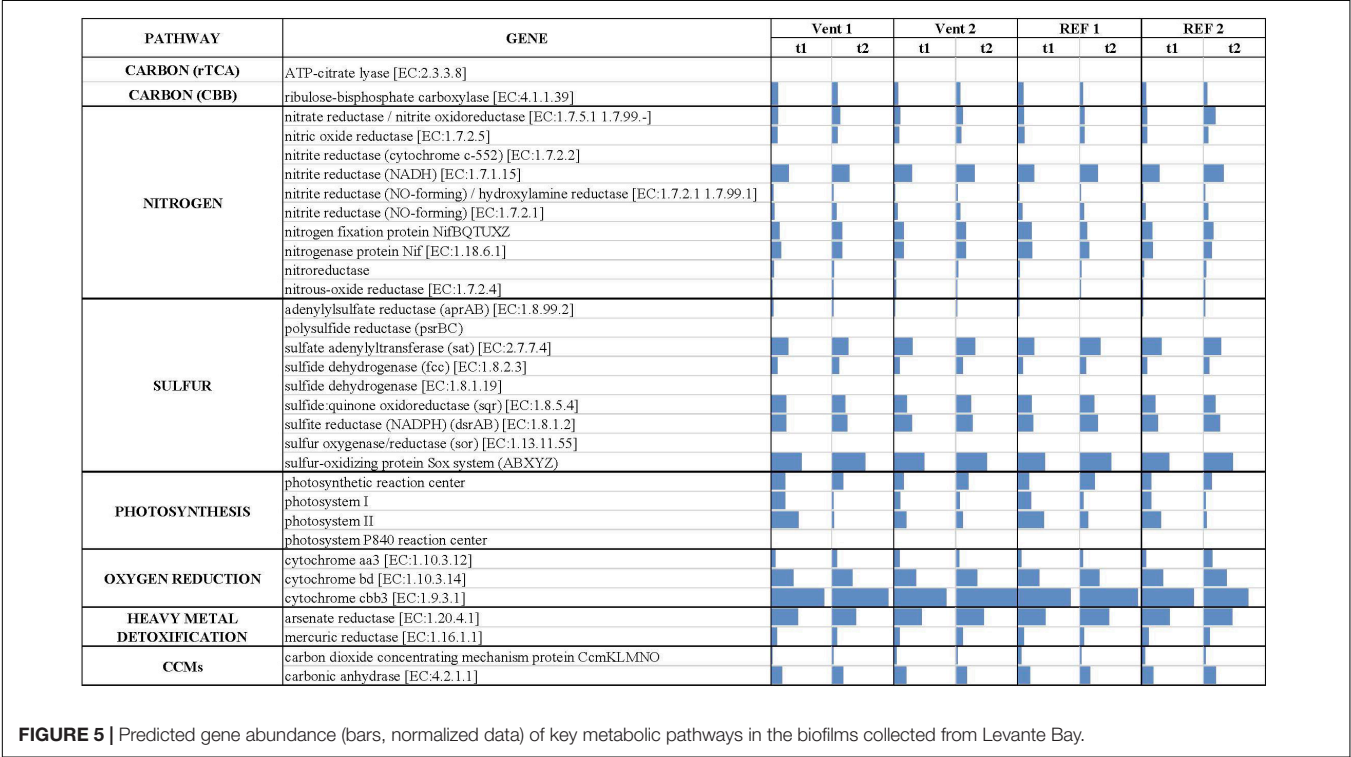 PATHWAY GENE Vent 1 Vent 2 REF 1 REF 2
t1 t2 t1 t2 t1 t2 t1 t2
CARBON (rTCA) ATP-citrate lyase [EC:2.3.3.8]
CARBON (CBB) ribulose-bisphosphate carboxylase [EC:4.1.1.39]
NITROGEN
nitrate reductase / nitrite oxidoreductase [EC:1.7.5.1 1.7.99.-]
nitric oxide reductase [EC:1.7.2.5]
nitrite reductase (cytochrome c-552) [EC:1.7.2.2]
nitrite reductase (NADH) [EC:1.7.1.15]
nitrite reductase (NO-forming) / hydroxylamine reductase [EC:1.7.2.1 1.7.99.1]
nitrite reductase (NO-forming) [EC:1.7.2.1]
nitrogen fixation protein NifBQTUXZ
nitrogenase protein Nif [EC:1.18.6.1]
nitroreductase
nitrous-oxide reductase [EC:1.7.2.4]
SULFUR
adenylylsulfate reductase (aprAB) [EC:1.8.99.2]
polysulfide reductase (psrBC)
sulfate adenylyltransferase (sat) [EC:2.7.7.4]
sulfide dehydrogenase (fcc) [EC:1.8.2.3]
sulfide dehydrogenase [EC:1.8.1.19]
sulfide:quinone oxidoreductase (sqr) [EC:1.8.5.4]
sulfite reductase (NADPH) (dsrAB) [EC:1.8.1.2]
sulfur oxygenase/reductase (sor) [EC:1.13.11.55]
sulfur-oxidizing protein Sox system (ABXYZ)
PHOTOSYNTHESIS
photosynthetic reaction center
photosystem I
photosystem II
photosystem P840 reaction center
OXYGEN REDUCTION
cytochrome aa3 [EC:1.10.3.12]
cytochrome bd [EC:1.10.3.14]
cytochrome cbb3 [EC:1.9.3.1]
HEAVY METAL
DETOXIFICATION
arsenate reductase [EC:1.20.4.1]
mercuric reductase [EC:1.16.1.1]
CCMs
carbon dioxide concentrating mechanism protein CcmKLMNO
carbonic anhydrase [EC:4.2.1.1]
FIGURE 5 | Predicted gene abundance (bars, normalized data) of key metabolic pathways in the biofilms collected from Levante Bay.